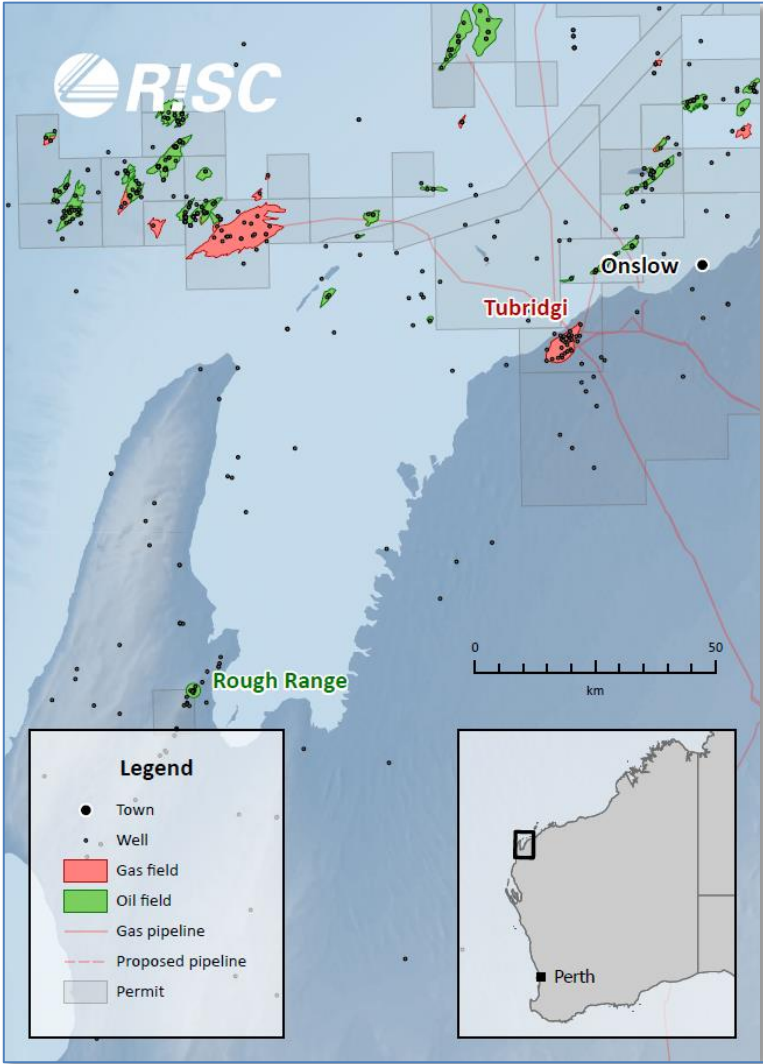 R!SC
Onslow
Tubridgi
0 50
km
Rough Range
Legend
Town
Well
Gas field
Oil field
Gas pipeline
Proposed pipeline
Permit
Perth